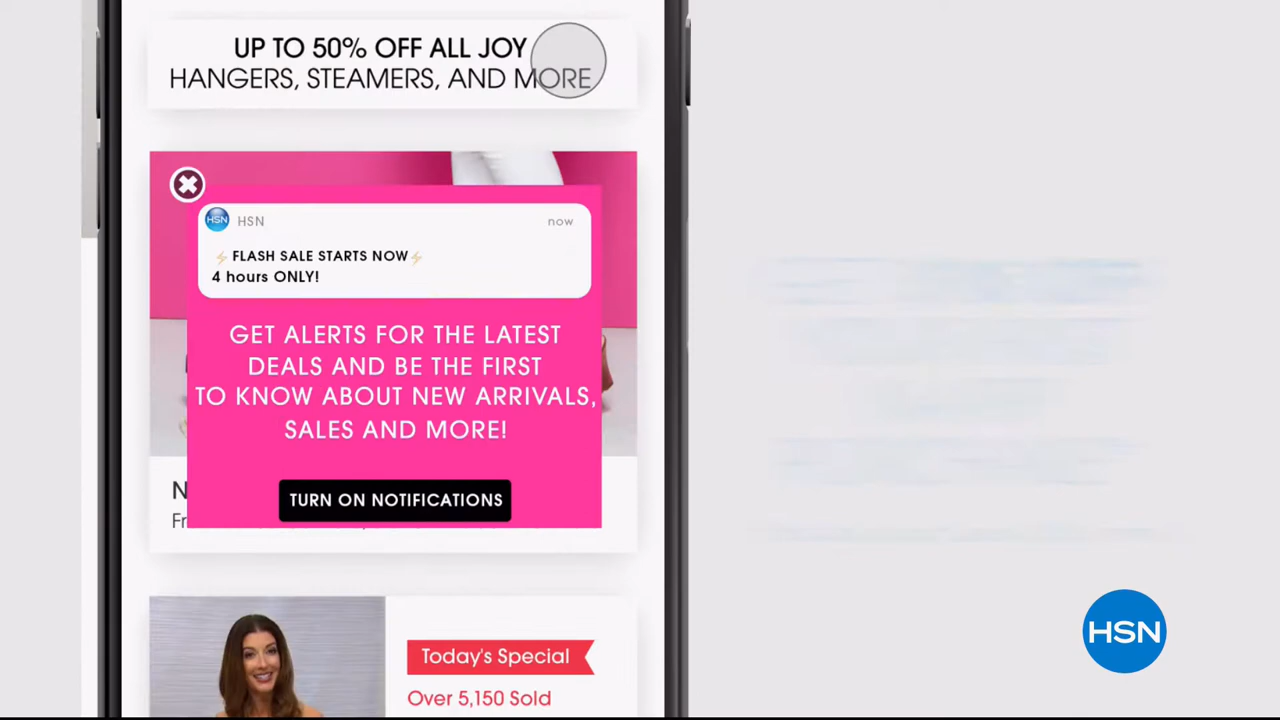 UP TO 50% OFF ALL JOY
HANGERS, STEAMERS, AND MORE
HSN HSN now
⚡FLASH SALE STARTS NOW⚡
4 hours ONLY!
GET ALERTS FOR THE LATEST
DEALS AND BE THE FIRST
TO KNOW ABOUT NEW ARRIVALS,
SALES AND MORE!
TURN ON NOTIFICATIONS
Today's Special
Over 5,150 Sold
HSN